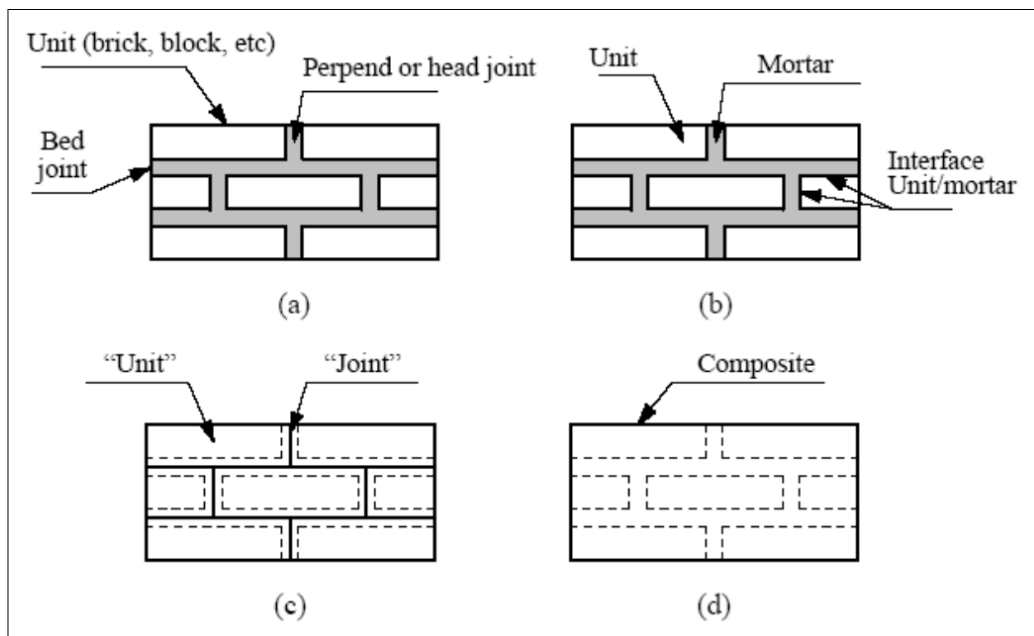 Unit (brick, block, etc)
Perpend or head joint
Bed
joint
(a)
Unit
Mortar
Interface
Unit/mortar
(b)
“Unit”
“Joint”
(c)
Composite
(d)